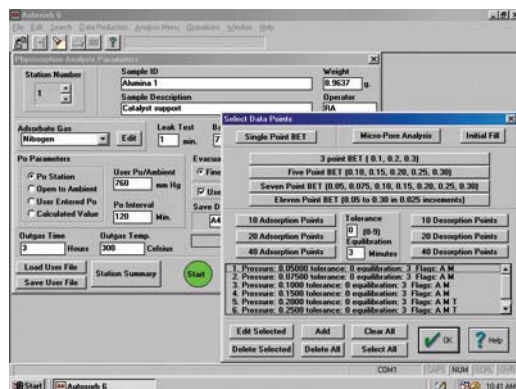 Autosorb 6
File Edit Search Data Reduction Analysis Menu Operations Window Help
Physisorption Analysis Parameters
Station Number
1
Sample ID
Alumina 1
Weight
0.9637 g.
Sample Description
Catalyst support
Operator
RA
Adsorbate Gas
Nitrogen
Edit
Leak Test
1 min.
Po Parameters
Po Station
Open to Ambient
User Entered Po
Calculated Value
User Po/Ambient
760 mm Hg
Po Interval
120 Min.
Outgas Time
3 Hours
Outgas Temp.
300 Celsius
Load User File
Save User File
Station Summary
Start
Select Data Points
Single Point BET
Micro-Pore Analysis
Initial Fill
3 point BET ( 0.1, 0.2, 0.3)
Five Point BET (0.10, 0.15, 0.20, 0.25, 0.30)
Seven Point BET (0.05, 0.075, 0.10, 0.15, 0.20, 0.25, 0.30)
Eleven Point BET (0.05 to 0.30 in 0.025 increments)
10 Adsorption Points
20 Adsorption Points
40 Adsorption Points
Tolerance
0 (0-9)
Equilibration
3 Minutes
10 Desorption Points
20 Desorption Points
40 Desorption Points
1. Pressure: 0.05000 tolerance: 0 equilibration: 3 Flags: A M
2. Pressure: 0.07500 tolerance: 0 equilibration: 3 Flags: A M
3. Pressure: 0.1000 tolerance: 0 equilibration: 3 Flags: A M
4. Pressure: 0.1500 tolerance: 0 equilibration: 3 Flags: A M
5. Pressure: 0.2000 tolerance: 0 equilibration: 3 Flags: A M T
6. Pressure: 0.2500 tolerance: 0 equilibration: 3 Flags: A M T
Edit Selected
Add
Clear All
Delete Selected
Delete All
Select All
OK
Help
COM1 CAPS NUM SCRL OVR
Start
Autosorb 6
10:41 AM